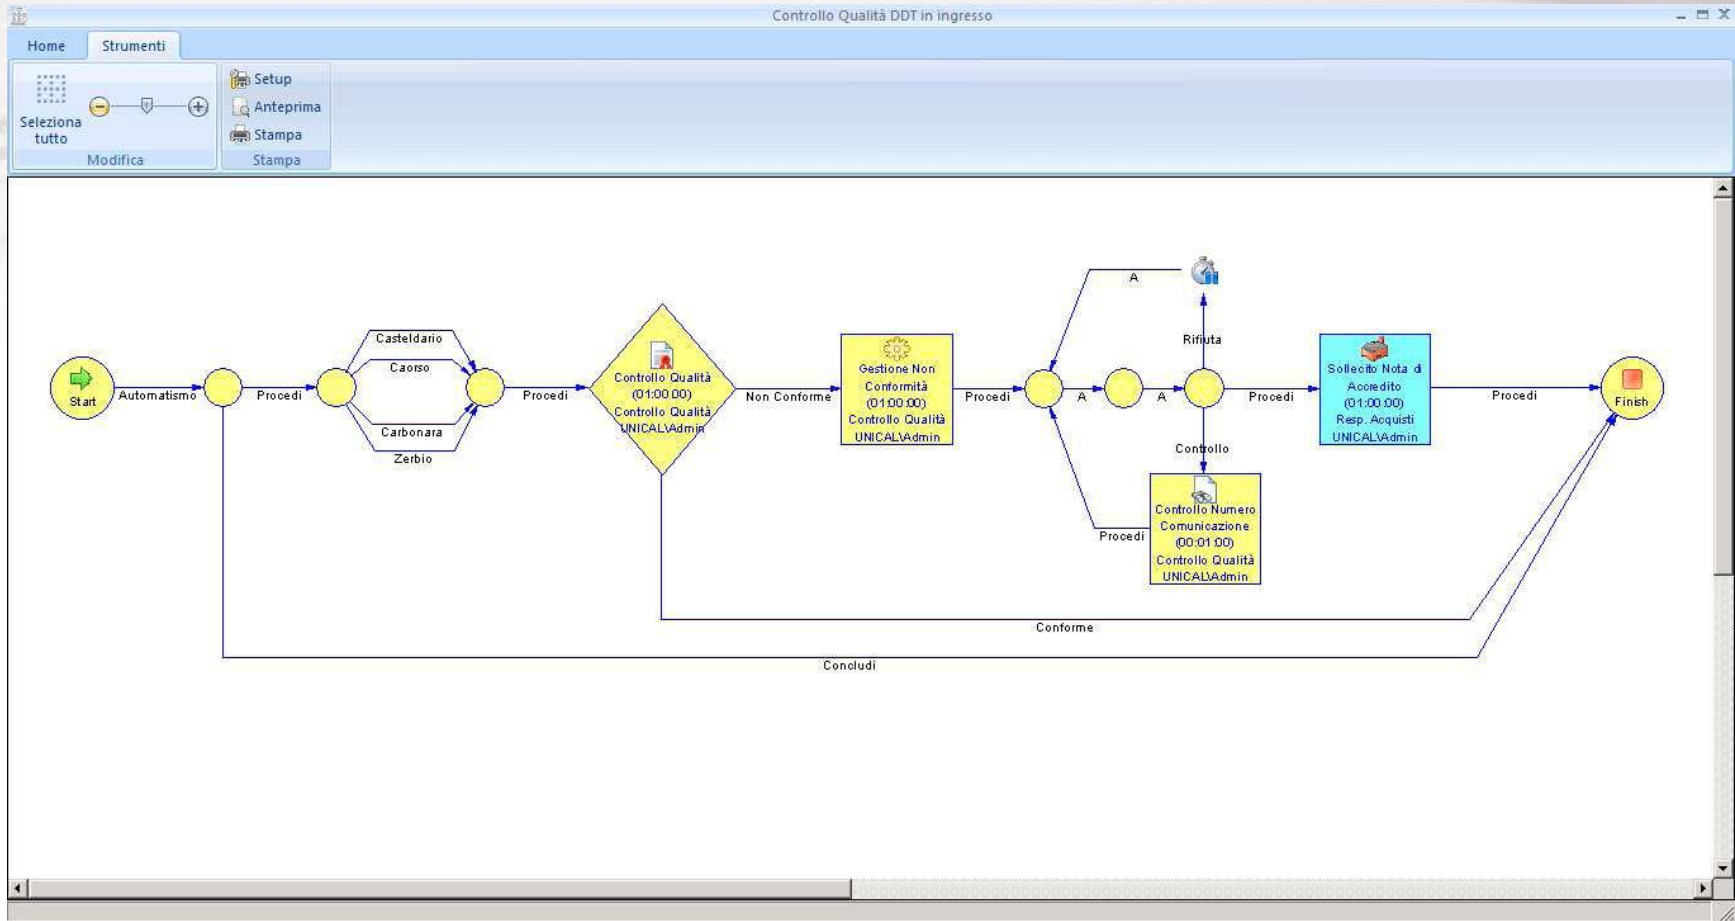 Controllo Qualità DDT in ingresso
Home
Strumenti
Seleziona
tutto
Modifica
Setup
Anteprima
Stampa
Stampa
Start
Automatismo
Procedi
Casteldario
Caorso
Carbonara
Zerbio
Procedi
Controllo Qualità
(01:00:00)
Controllo Qualità
UNICAL\Admin
Non Conforme
Gestione Non
Conformità
(01:00:00)
Controllo Qualità
UNICAL\Admin
Procedi
A
A
A
Rifiuta
Controllo
Controllo Numero
Comunicazione
(00:01:00)
Controllo Qualità
UNICAL\Admin
Procedi
Procedi
Sollecito Nota di
Accredito
(01:00:00)
Resp. Acquisti
UNICAL\Admin
Procedi
Finish
Conforme
Concludi